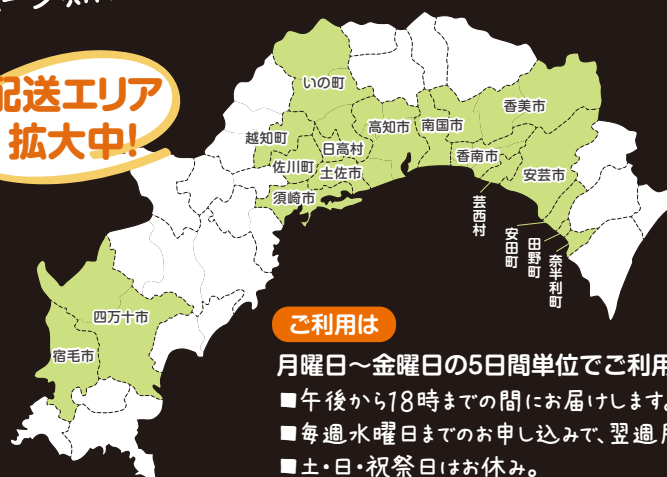 配送エリア
拡大中!
いの町
香美市
高知市
南国市
越知町
日高村
香南市
佐川町
土佐市
安芸市
須崎市
芸西村
安田町
田野町
奈半利町
四万十市
宿毛市
ご利用は
月曜日〜金曜日の5日間単位でご利用
■午後から18時までの間にお届けします。
■毎週水曜日までのお申し込みで、翌週月
■土・日・祝祭日はお休み。